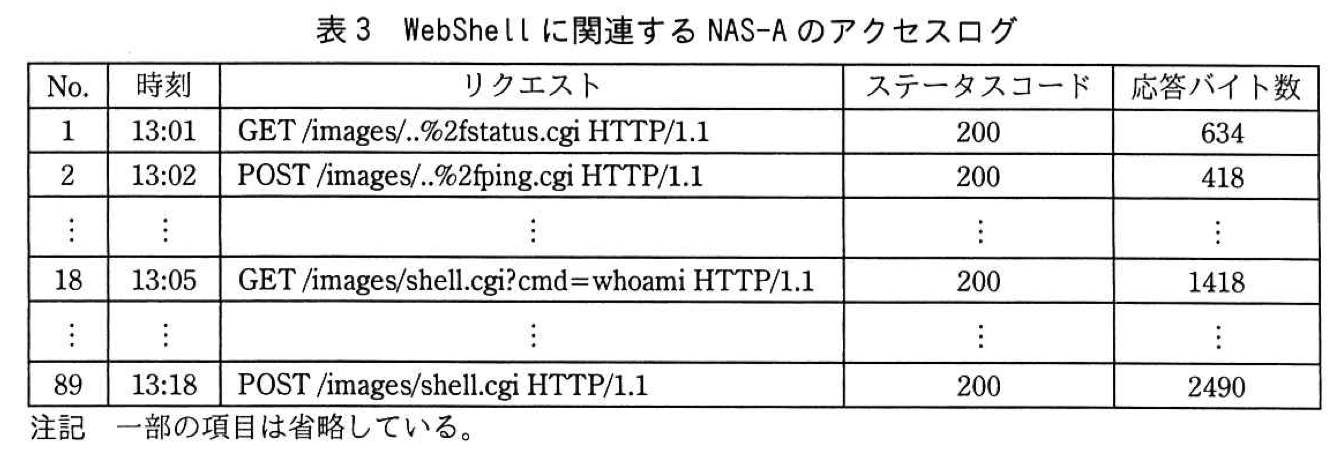 表3 WebShell に関連する NAS-A のアクセスログ
No. 時刻 リクエスト ステータスコード 応答バイト数
1 13:01 GET /images/..%2fstatus.cgi HTTP/1.1 200 634
2 13:02 POST /images/..%2fping.cgi HTTP/1.1 200 418
⋮ ⋮ ⋮ ⋮ ⋮
18 13:05 GET /images/shell.cgi?cmd=whoami HTTP/1.1 200 1418
⋮ ⋮ ⋮ ⋮ ⋮
89 13:18 POST /images/shell.cgi HTTP/1.1 200 2490
注記 一部の項目は省略している。